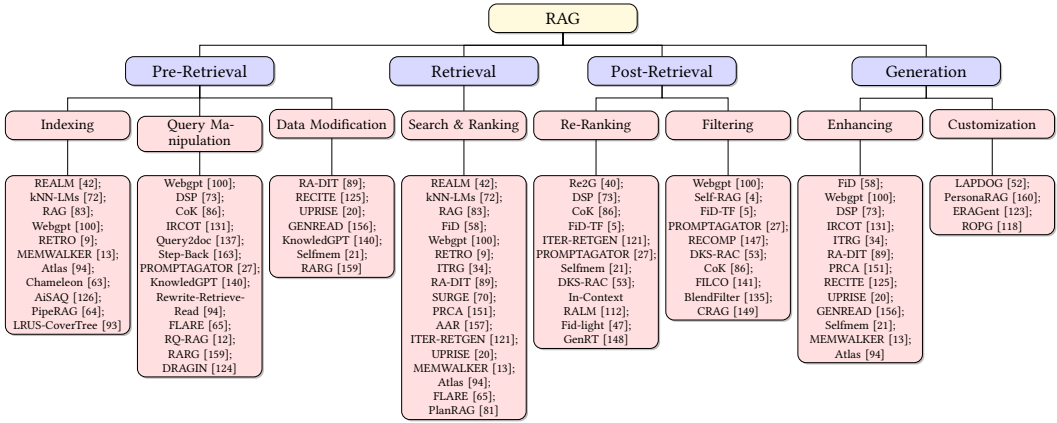 RAG
Pre-Retrieval
Retrieval
Post-Retrieval
Generation
Indexing
Query Ma-
nipulation
Data Modification
Search & Ranking
Re-Ranking
Filtering
Enhancing
Customization
REALM [42];
kNN-LMs [72];
RAG [83];
Webgpt [100];
RETRO [9];
MEMWALKER [13];
Atlas [94];
Chameleon [63];
AiSAQ [126];
PipeRAG [64];
LRUS-CoverTree [93]
Webgpt [100];
DSP [73];
CoK [86];
IRCOT [131];
Query2doc [137];
Step-Back [163];
PROMPTAGATOR [27];
KnowledGPT [140];
Rewrite-Retrieve-
Read [94];
FLARE [65];
RQ-RAG [12];
RARG [159];
DRAGIN [124]
RA-DIT [89];
RECITE [125];
UPRISE [20];
GENREAD [156];
KnowledGPT [140];
Selfmem [21];
RARG [159]
REALM [42];
kNN-LMs [72];
RAG [83];
FiD [58];
Webgpt [100];
RETRO [9];
ITRG [34];
RA-DIT [89];
SURGE [70];
PRCA [151];
AAR [157];
ITER-RETGEN [121];
UPRISE [20];
MEMWALKER [13];
Atlas [94];
FLARE [65];
PlanRAG [81]
Re2G [40];
DSP [73];
CoK [86];
FiD-TF [5];
ITER-RETGEN [121];
PROMPTAGATOR [27];
Selfmem [21];
DKS-RAC [53];
In-Context
RALM [112];
Fid-light [47];
GenRT [148]
Webgpt [100];
Self-RAG [4];
FiD-TF [5];
PROMPTAGATOR [27];
RECOMP [147];
DKS-RAC [53];
CoK [86];
FILCO [141];
BlendFilter [135];
CRAG [149]
FiD [58];
Webgpt [100];
DSP [73];
IRCOT [131];
ITRG [34];
RA-DIT [89];
PRCA [151];
RECITE [125];
UPRISE [20];
GENREAD [156];
Selfmem [21];
MEMWALKER [13];
Atlas [94]
LAPDOG [52];
PersonaRAG [160];
ERAGent [123];
ROPG [118]